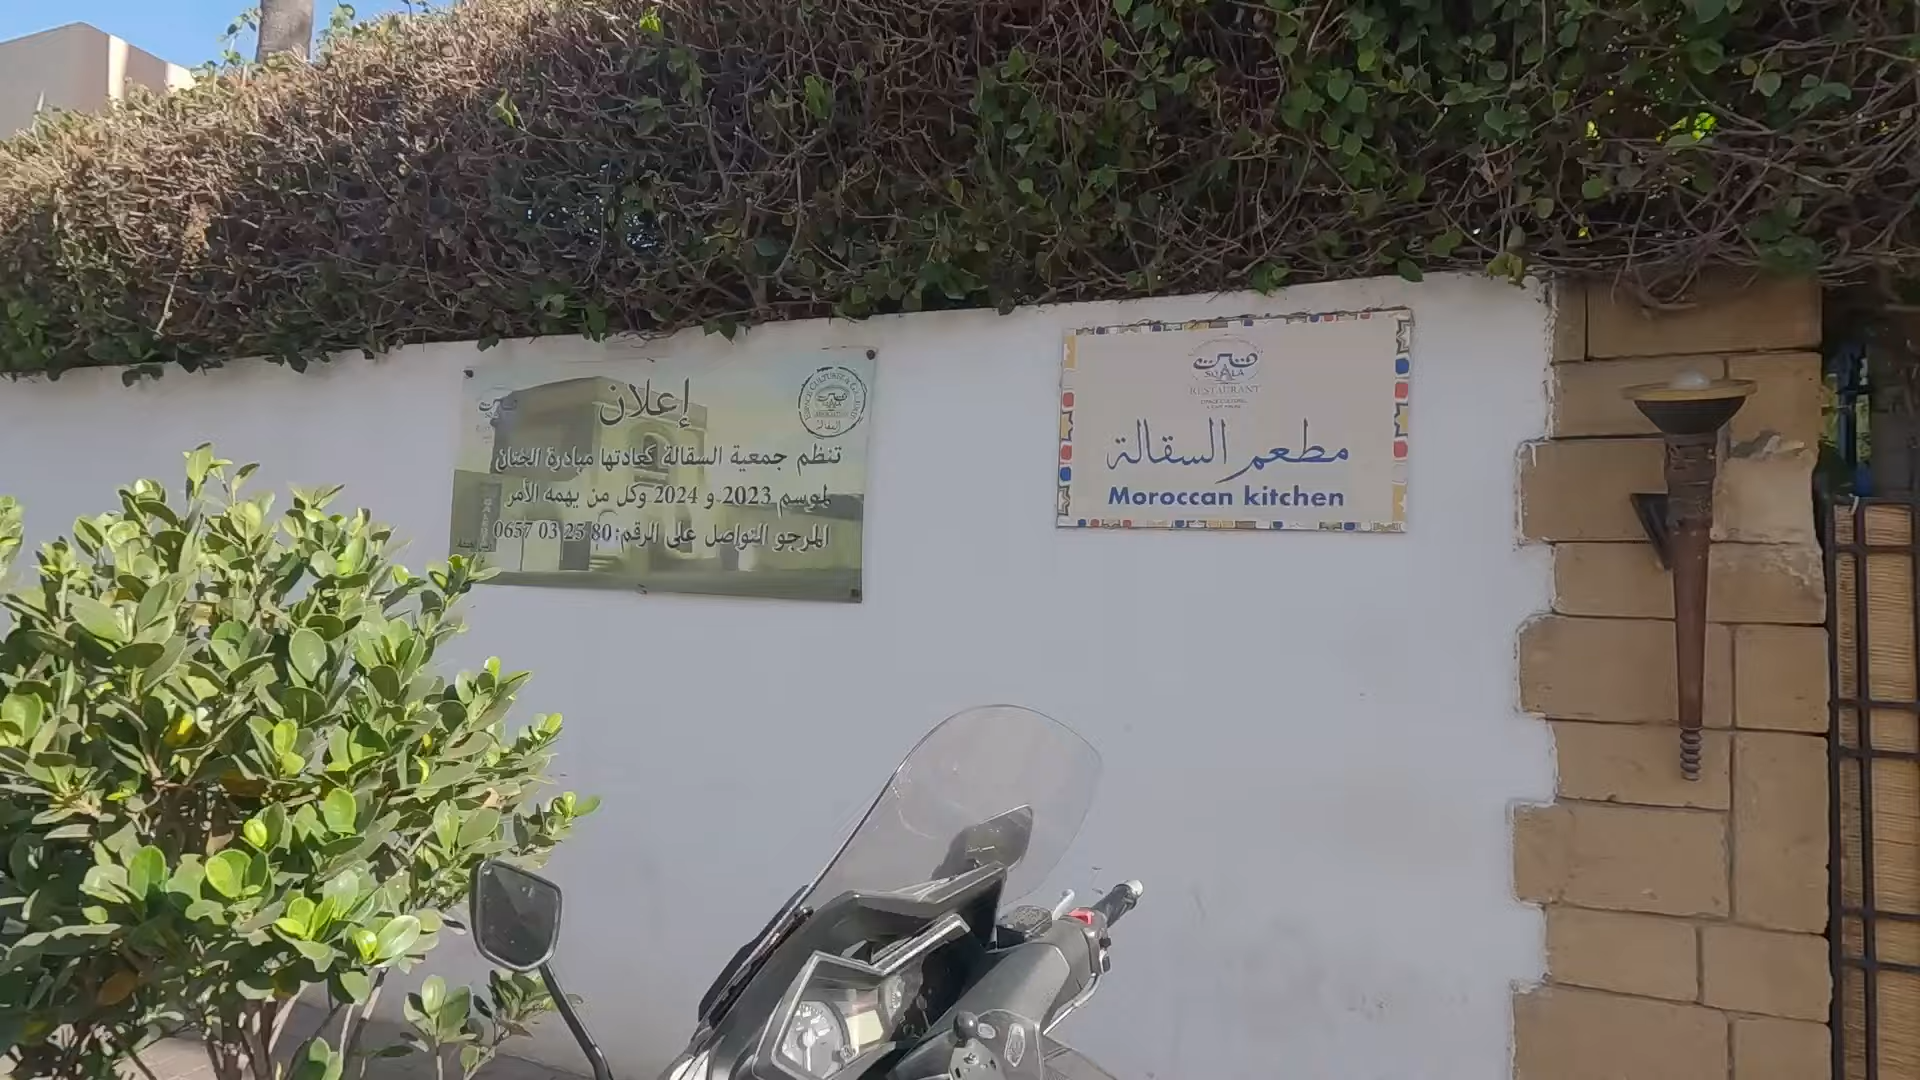 إعلان
تنظم جمعية السقالة كعادتها مبادرة الختان
لموسم 2023 و 2024 وكل من يهمه الأمر
المرجو التواصل على الرقم: 80 25 03 0657
SQALA
RESTAURANT
مطعم السقالة
Moroccan kitchen